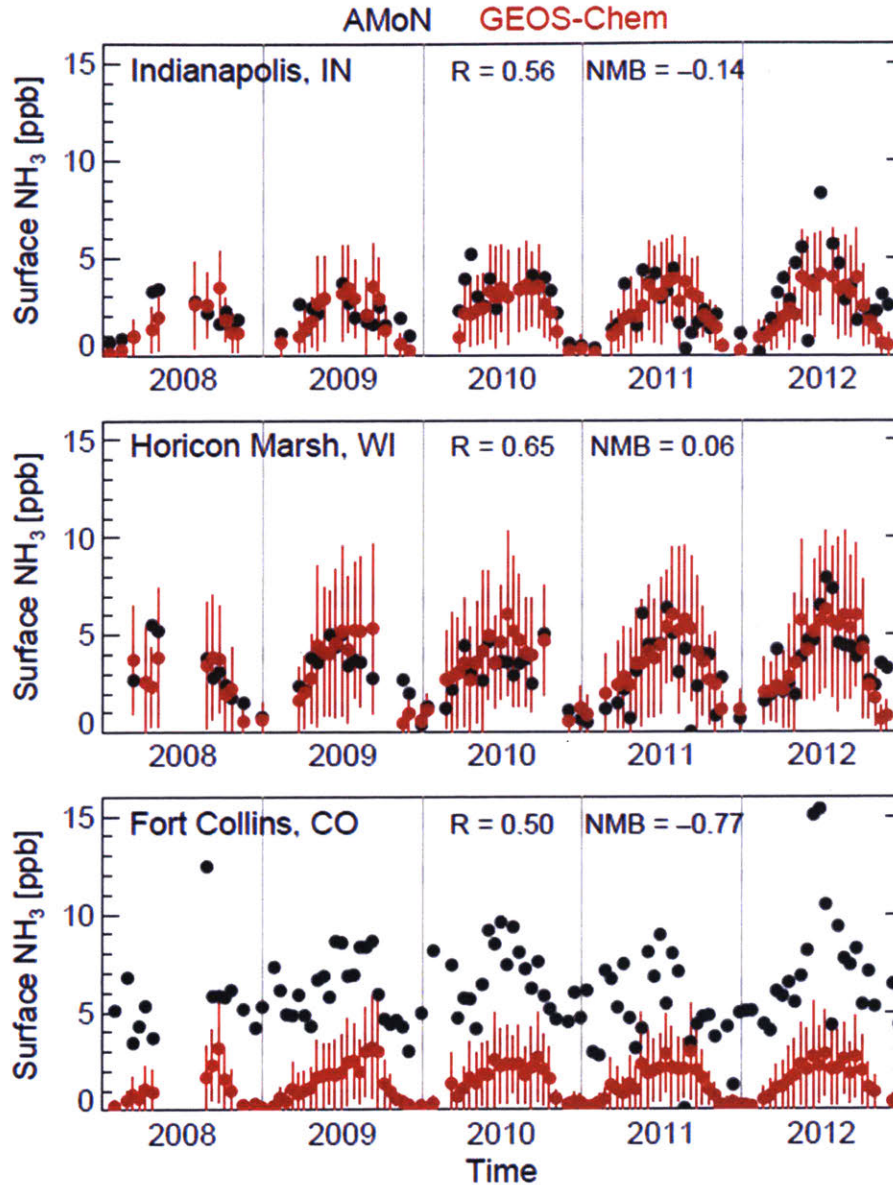 AMoN GEOS-Chem
Indianapolis, IN R = 0.56 NMB = −0.14
Surface NH₃ [ppb]
15
10
5
0
2008 2009 2010 2011 2012
Horicon Marsh, WI R = 0.65 NMB = 0.06
Surface NH₃ [ppb]
15
10
5
0
2008 2009 2010 2011 2012
Fort Collins, CO R = 0.50 NMB = −0.77
Surface NH₃ [ppb]
15
10
5
0
2008 2009 2010 2011 2012
Time